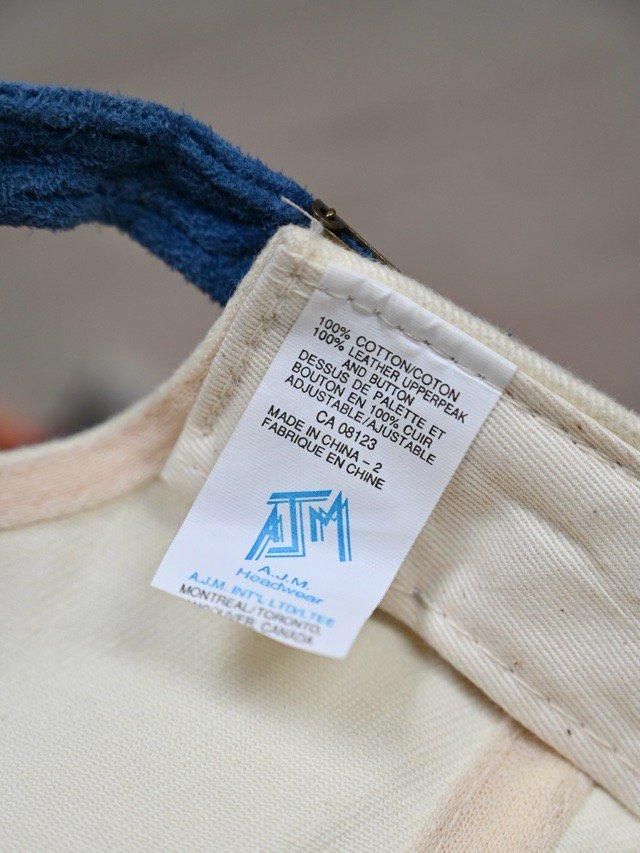 100% COTTON/COTON
100% LEATHER UPPERPEAK
AND BUTTON
DESSUS DE PALETTE ET
BOUTON EN 100% CUIR
ADJUSTABLE/AJUSTABLE
CA 08123
MADE IN CHINA - 2
FABRIQUE EN CHINE
AJM
A.J.M.
Headwear
A.J.M. INT'L LTD/LTEE
MONTREAL/TORONTO,
VANCOUVER, CANADA